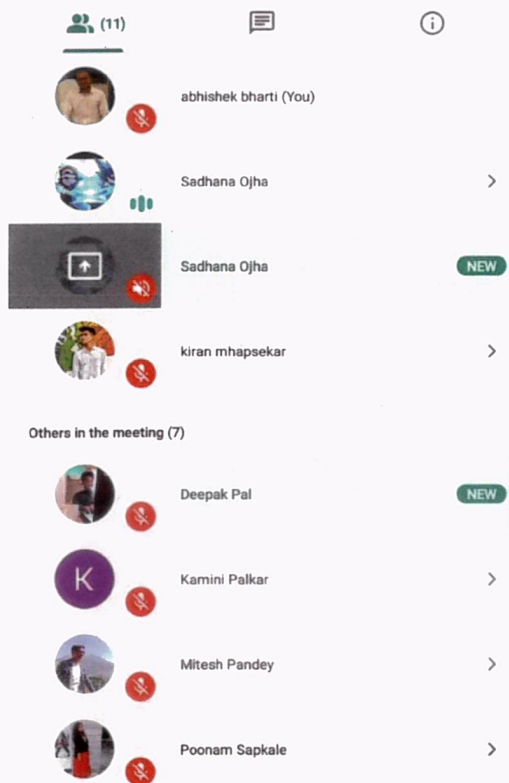 (11)
abhishek bharti (You)
Sadhana Ojha
Sadhana Ojha NEW
kiran mhapsekar
Others in the meeting (7)
Deepak Pal NEW
K Kamini Palkar
Mitesh Pandey
Poonam Sapkale